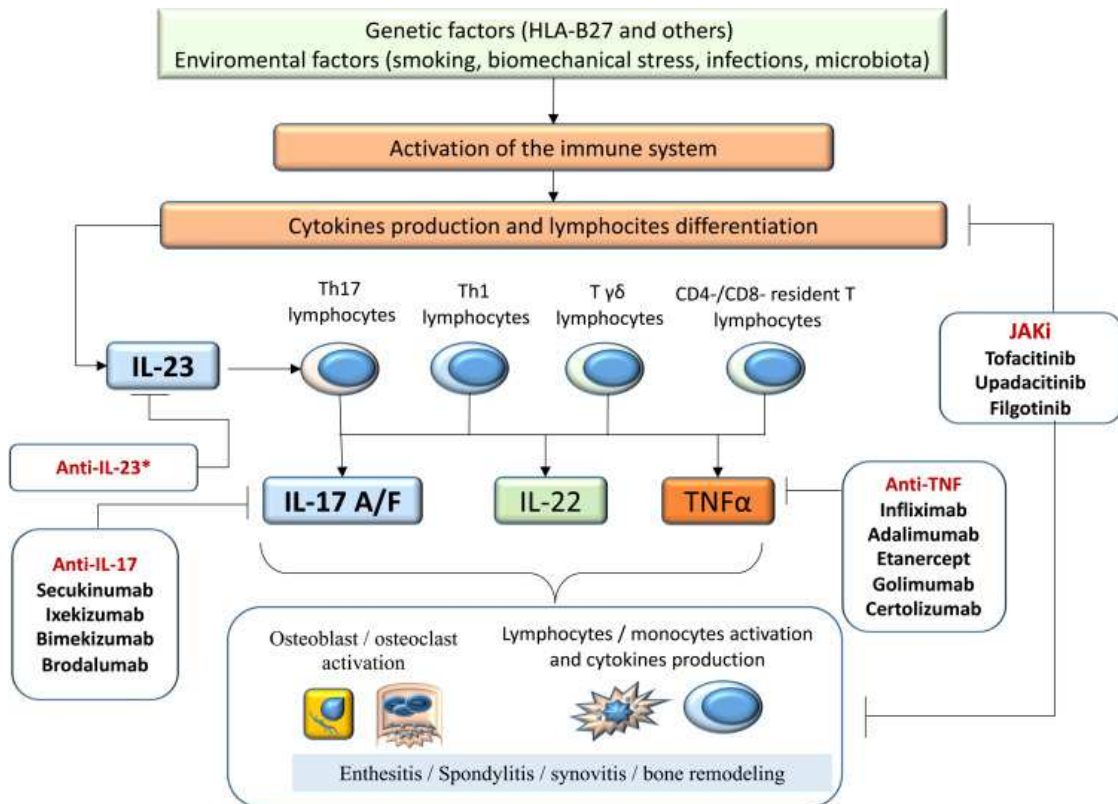 Genetic factors (HLA-B27 and others)
Enviromental factors (smoking, biomechanical stress, infections, microbiota)
Activation of the immune system
Cytokines production and lymphocites differentiation
Th17
lymphocytes
Th1
lymphocytes
T γδ
lymphocytes
CD4-/CD8- resident T
lymphocytes
IL-23
JAKi
Tofacitinib
Upadacitinib
Filgotinib
Anti-IL-23*
IL-17 A/F
IL-22
TNFα
Anti-TNF
Infliximab
Adalimumab
Etanercept
Golimumab
Certolizumab
Anti-IL-17
Secukinumab
Ixekizumab
Bimekizumab
Brodalumab
Osteoblast / osteoclast
activation
Lymphocytes / monocytes activation
and cytokines production
Enthesitis / Spondylitis / synovitis / bone remodeling